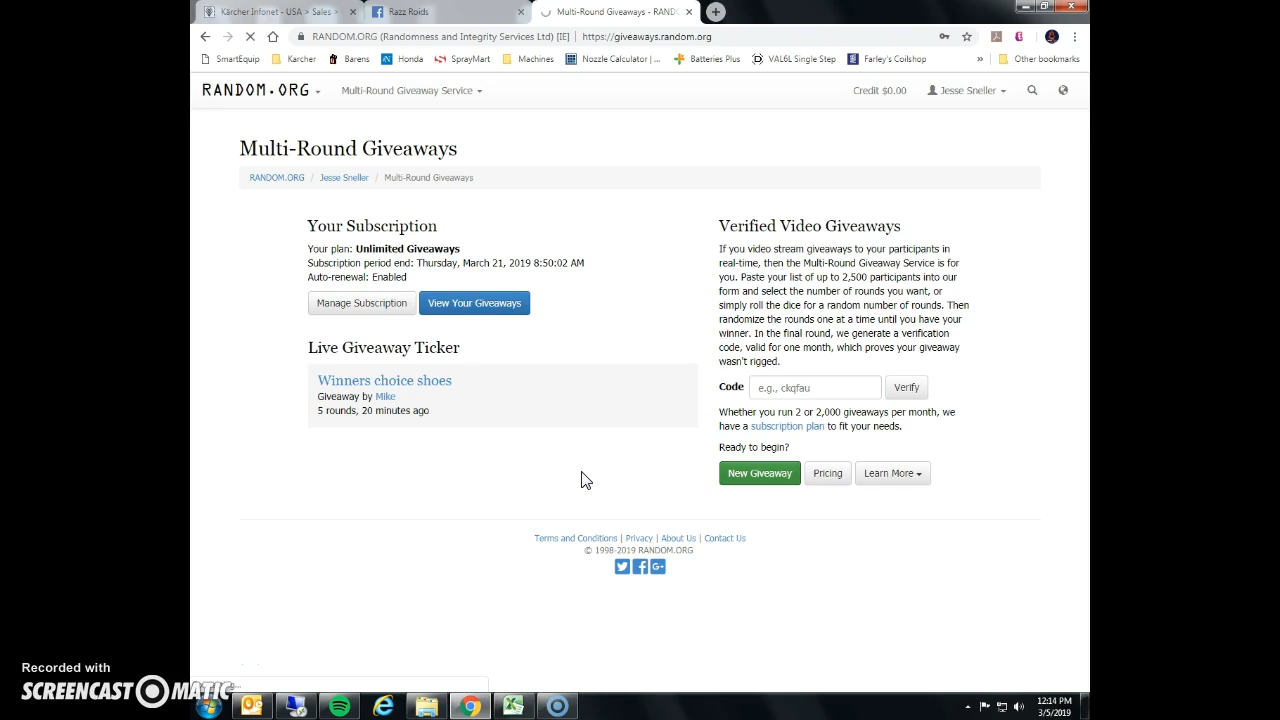 Kärcher Infonet - USA > Sales >
Razz Roids
Multi-Round Giveaways - RAND
RANDOM.ORG (Randomness and Integrity Services Ltd) [IE] | https://giveaways.random.org
SmartEquip Karcher Barens Honda SprayMart Machines Nozzle Calculator | ... Batteries Plus VAL6L Single Step Farley's Coilshop » Other bookmarks
RANDOM.ORG Multi-Round Giveaway Service Credit $0.00 Jesse Sneller
Multi-Round Giveaways
RANDOM.ORG / Jesse Sneller / Multi-Round Giveaways
Your Subscription
Your plan: Unlimited Giveaways
Subscription period end: Thursday, March 21, 2019 8:50:02 AM
Auto-renewal: Enabled
Manage Subscription View Your Giveaways
Live Giveaway Ticker
Winners choice shoes
Giveaway by Mike
5 rounds, 20 minutes ago
Verified Video Giveaways
If you video stream giveaways to your participants in
real-time, then the Multi-Round Giveaway Service is for
you. Paste your list of up to 2,500 participants into our
form and select the number of rounds you want, or
simply roll the dice for a random number of rounds. Then
randomize the rounds one at a time until you have your
winner. In the final round, we generate a verification
code, valid for one month, which proves your giveaway
wasn't rigged.
Code e.g., ckqfau Verify
Whether you run 2 or 2,000 giveaways per month, we
have a subscription plan to fit your needs.
Ready to begin?
New Giveaway Pricing Learn More
Terms and Conditions | Privacy | About Us | Contact Us
© 1998-2019 RANDOM.ORG
Recorded with
SCREENCAST MATIC
12:14 PM
3/5/2019